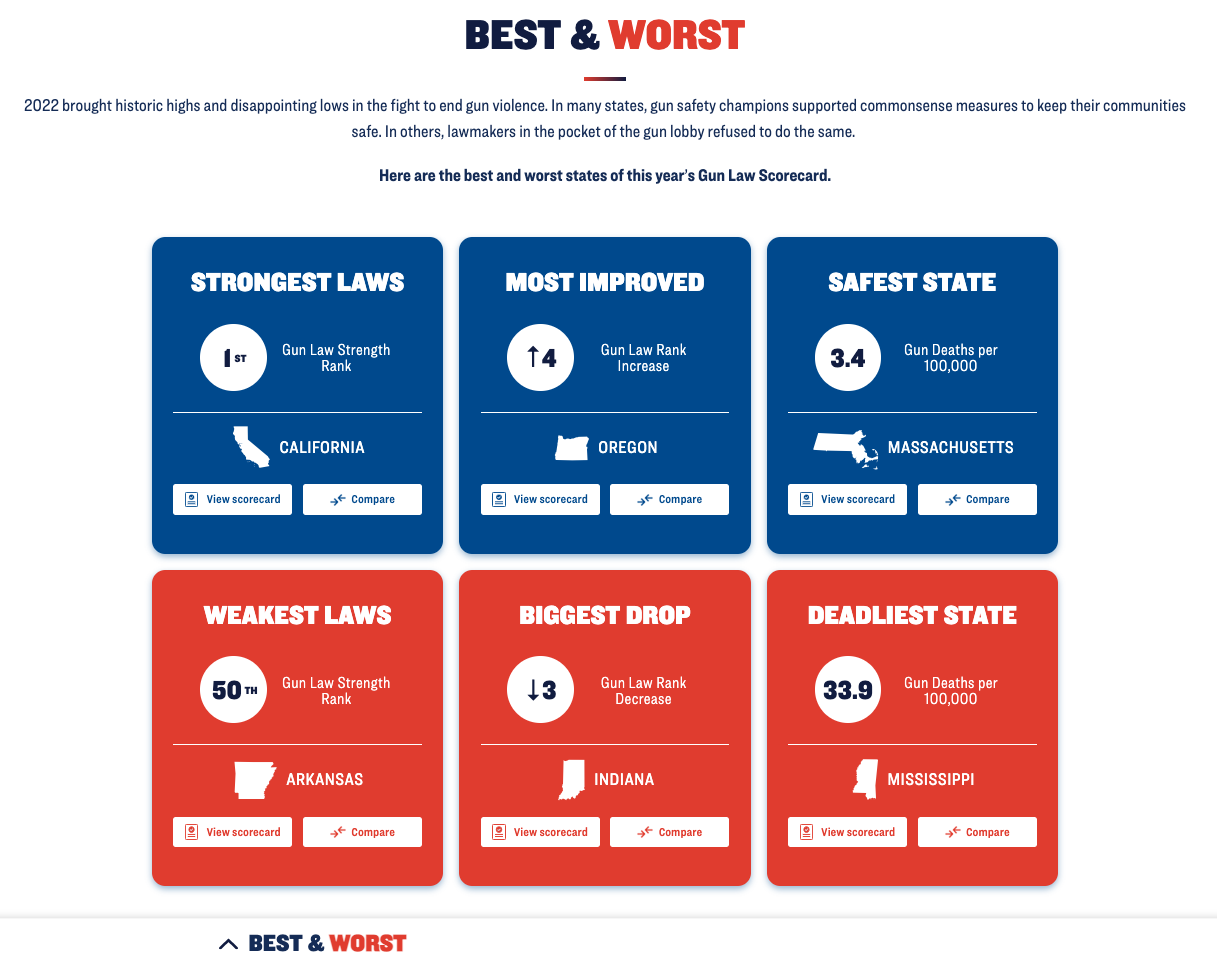 BEST & WORST
2022 brought historic highs and disappointing lows in the fight to end gun violence. In many states, gun safety champions supported commonsense measures to keep their communities
safe. In others, lawmakers in the pocket of the gun lobby refused to do the same.
Here are the best and worst states of this year's Gun Law Scorecard.
STRONGEST LAWS
1ST
Gun Law Strength
Rank
CALIFORNIA
View scorecard
Compare
MOST IMPROVED
↑4
Gun Law Rank
Increase
OREGON
View scorecard
Compare
SAFEST STATE
3.4
Gun Deaths per
100,000
MASSACHUSETTS
View scorecard
Compare
WEAKEST LAWS
50TH
Gun Law Strength
Rank
ARKANSAS
View scorecard
Compare
BIGGEST DROP
↓3
Gun Law Rank
Decrease
INDIANA
View scorecard
Compare
DEADLIEST STATE
33.9
Gun Deaths per
100,000
MISSISSIPPI
View scorecard
Compare
BEST & WORST